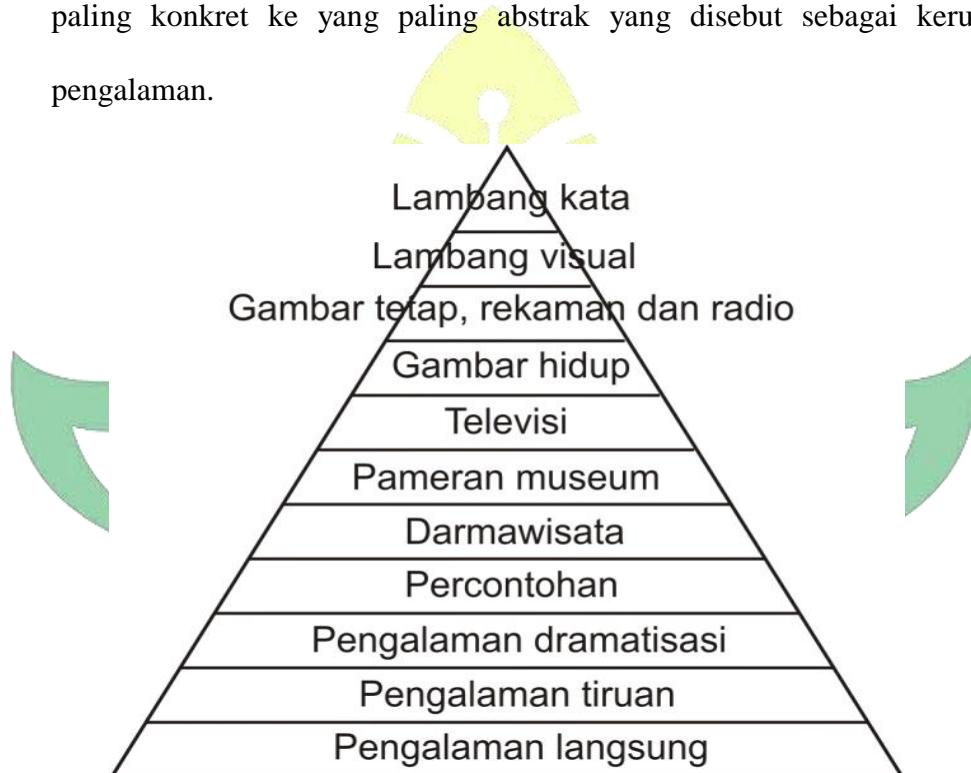 paling konkret ke yang paling abstrak yang disebut sebagai keru
pengalaman.
Lambang kata
Lambang visual
Gambar tetap, rekaman dan radio
Gambar hidup
Televisi
Pameran museum
Darmawisata
Percontohan
Pengalaman dramatisasi
Pengalaman tiruan
Pengalaman langsung